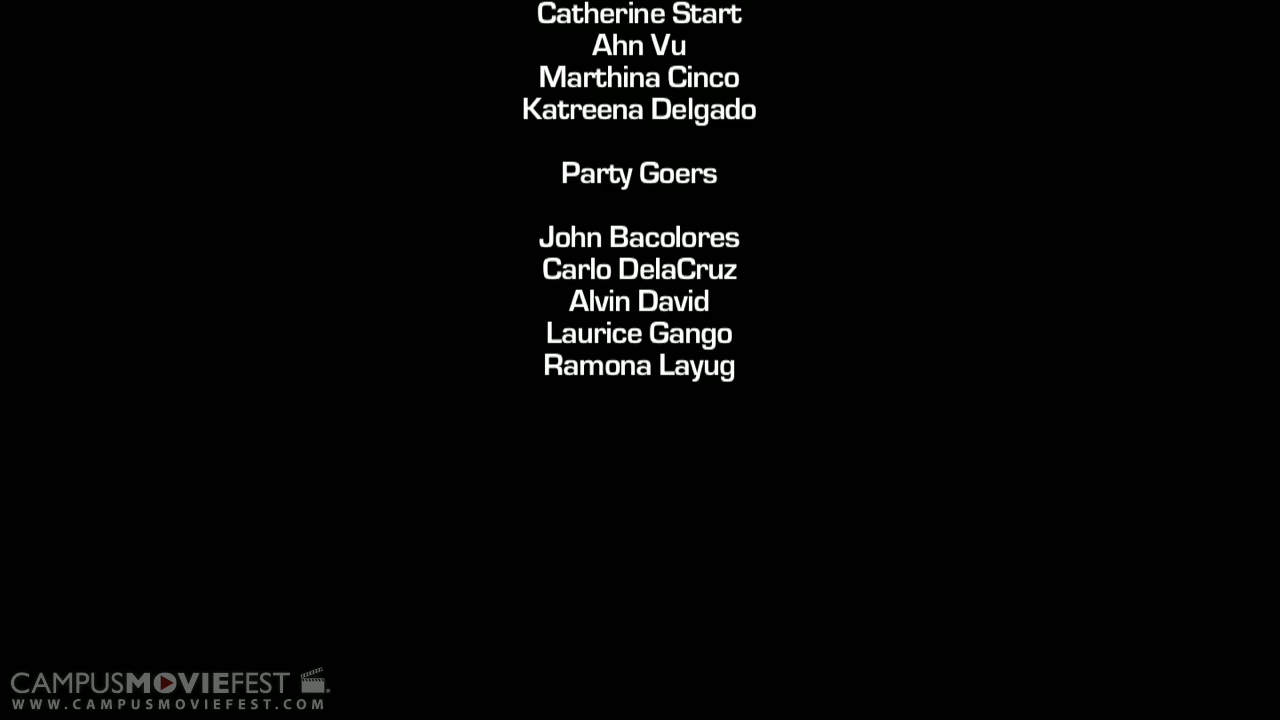 Catherine Start
Ahn Vu
Marthina Cinco
Katreena Delgado
Party Goers
John Bacolores
Carlo DelaCruz
Alvin David
Laurice Gango
Ramona Layug
CAMPUSMOVIEFEST
WWW.CAMPUSMOVIEFEST.COM